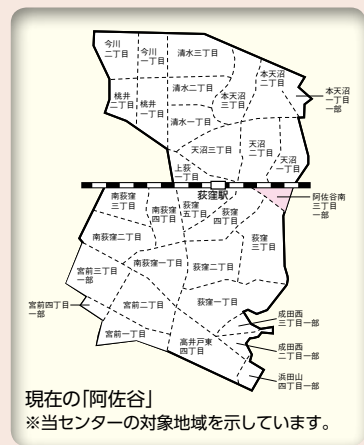 今川
二丁目
今川
一丁目
清水三丁目
本天沼
二丁目
本天沼
一丁目
一部
桃井
二丁目
桃井
一丁目
清水二丁目
本天沼
三丁目
清水一丁目
天沼三丁目
天沼
二丁目
天沼
一丁目
上荻
一丁目
荻窪駅
阿佐谷南
三丁目
一部
南荻窪
三丁目
南荻窪
四丁目
荻窪
五丁目
荻窪
四丁目
荻窪
三丁目
南荻窪二丁目
南荻窪一丁目
荻窪二丁目
宮前三丁目
一部
宮前四丁目
一部
宮前二丁目
荻窪一丁目
宮前一丁目
高井戸東
四丁目
成田西
三丁目一部
成田西
二丁目一部
浜田山
四丁目一部
現在の「阿佐谷」
※当センターの対象地域を示しています。